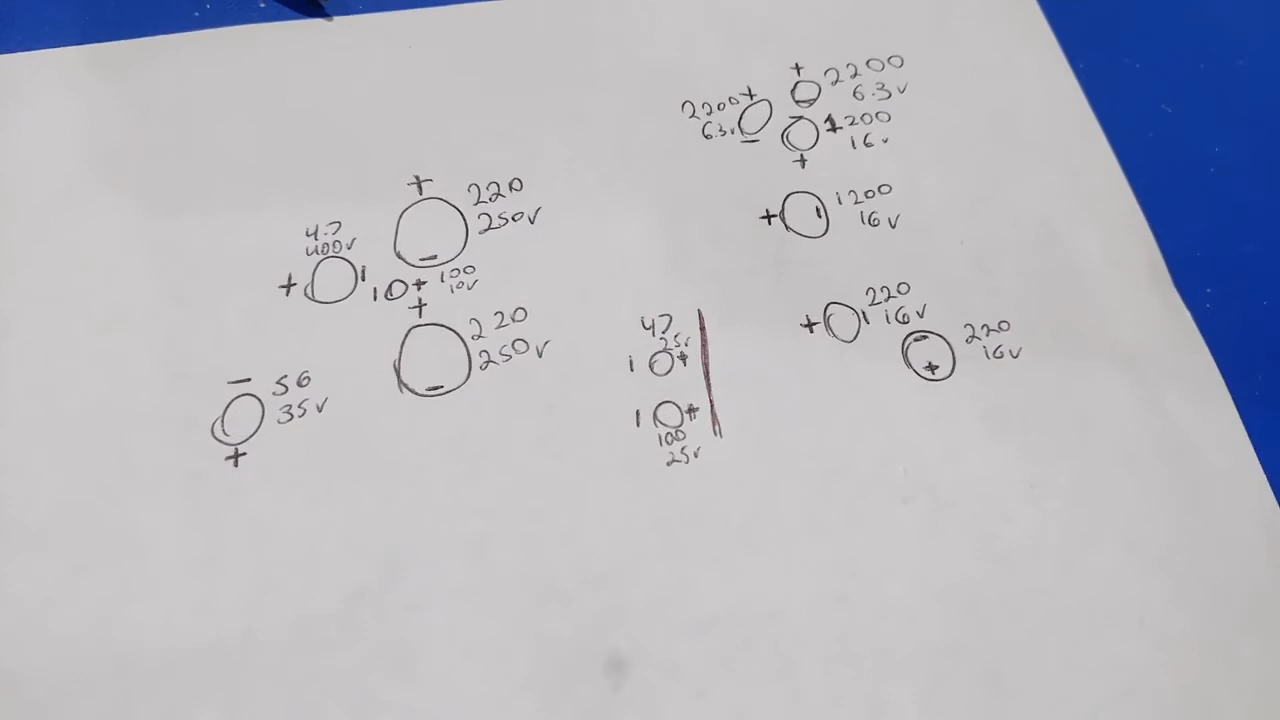 +
2200
6.3v
2200
+
6.3v
-
-
1200
16v
+
+
1200
16v
+
220
250v
-
4.7
400v
+
100
10v
+
+
220
250v
-
-
56
35v
+
47
25v
+
+
100
25v
220
16v
+
220
16v
-
+